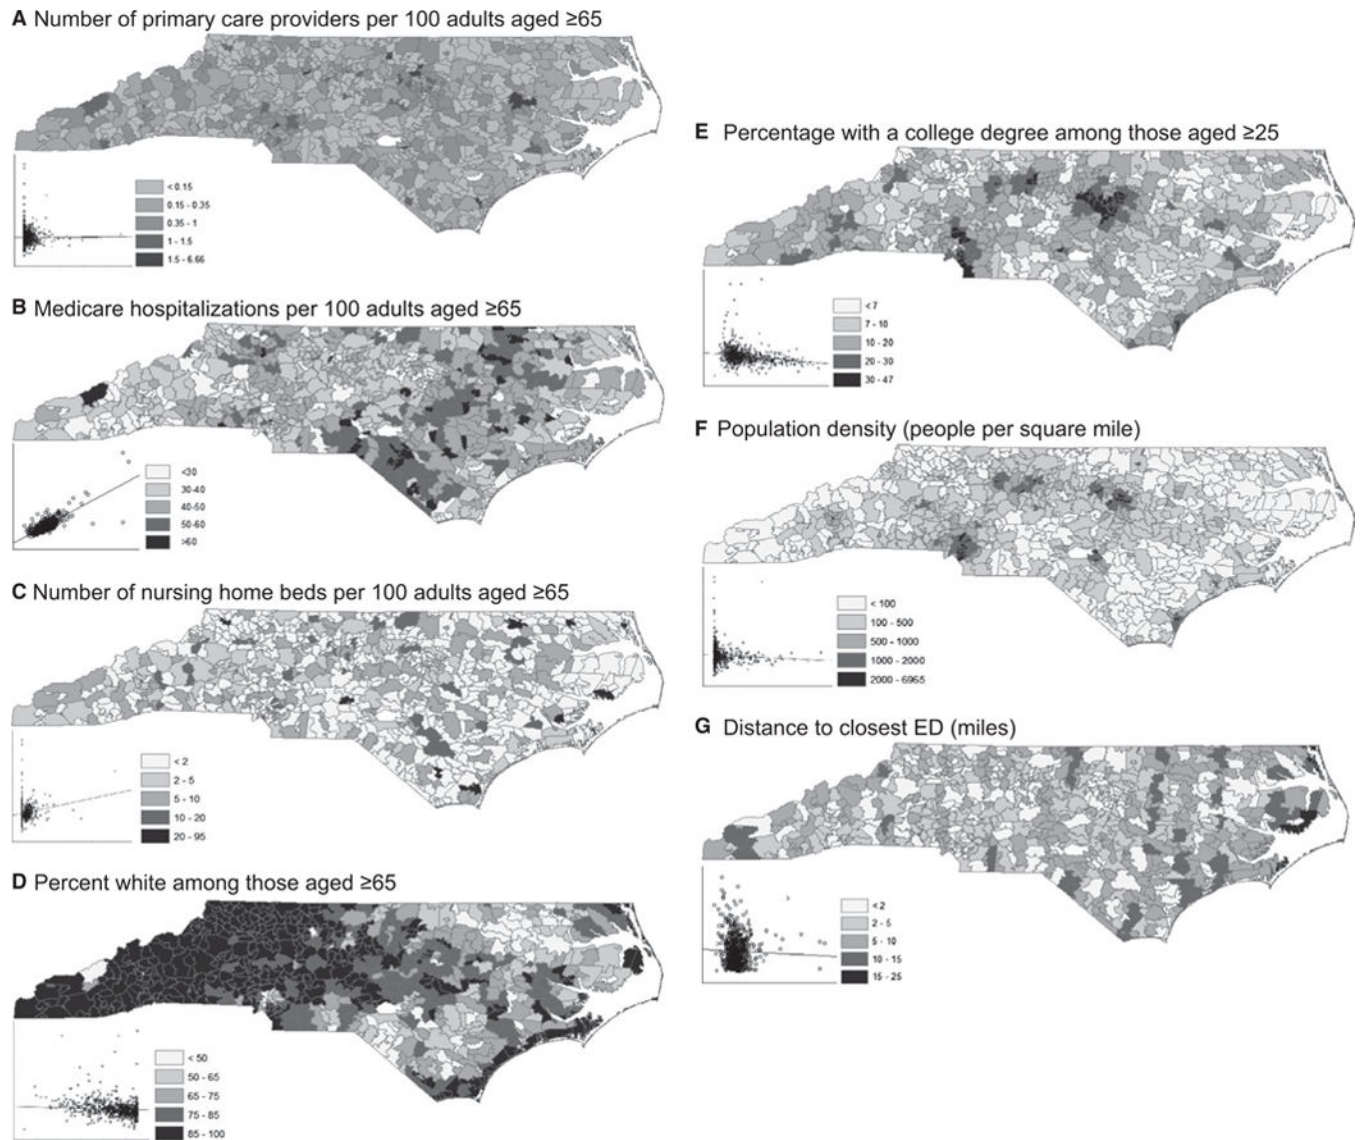 A Number of primary care providers per 100 adults aged ≥65
< 0.15
0.15 - 0.35
0.35 - 1
1 - 1.5
1.5 - 6.66
B Medicare hospitalizations per 100 adults aged ≥65
<30
30-40
40-50
50-60
>60
C Number of nursing home beds per 100 adults aged ≥65
< 2
2 - 5
5 - 10
10 - 20
20 - 95
D Percent white among those aged ≥65
< 50
50 - 65
65 - 75
75 - 85
85 - 100
E Percentage with a college degree among those aged ≥25
< 7
7 - 10
10 - 20
20 - 30
30 - 47
F Population density (people per square mile)
< 100
100 - 500
500 - 1000
1000 - 2000
2000 - 6965
G Distance to closest ED (miles)
< 2
2 - 5
5 - 10
10 - 15
15 - 25